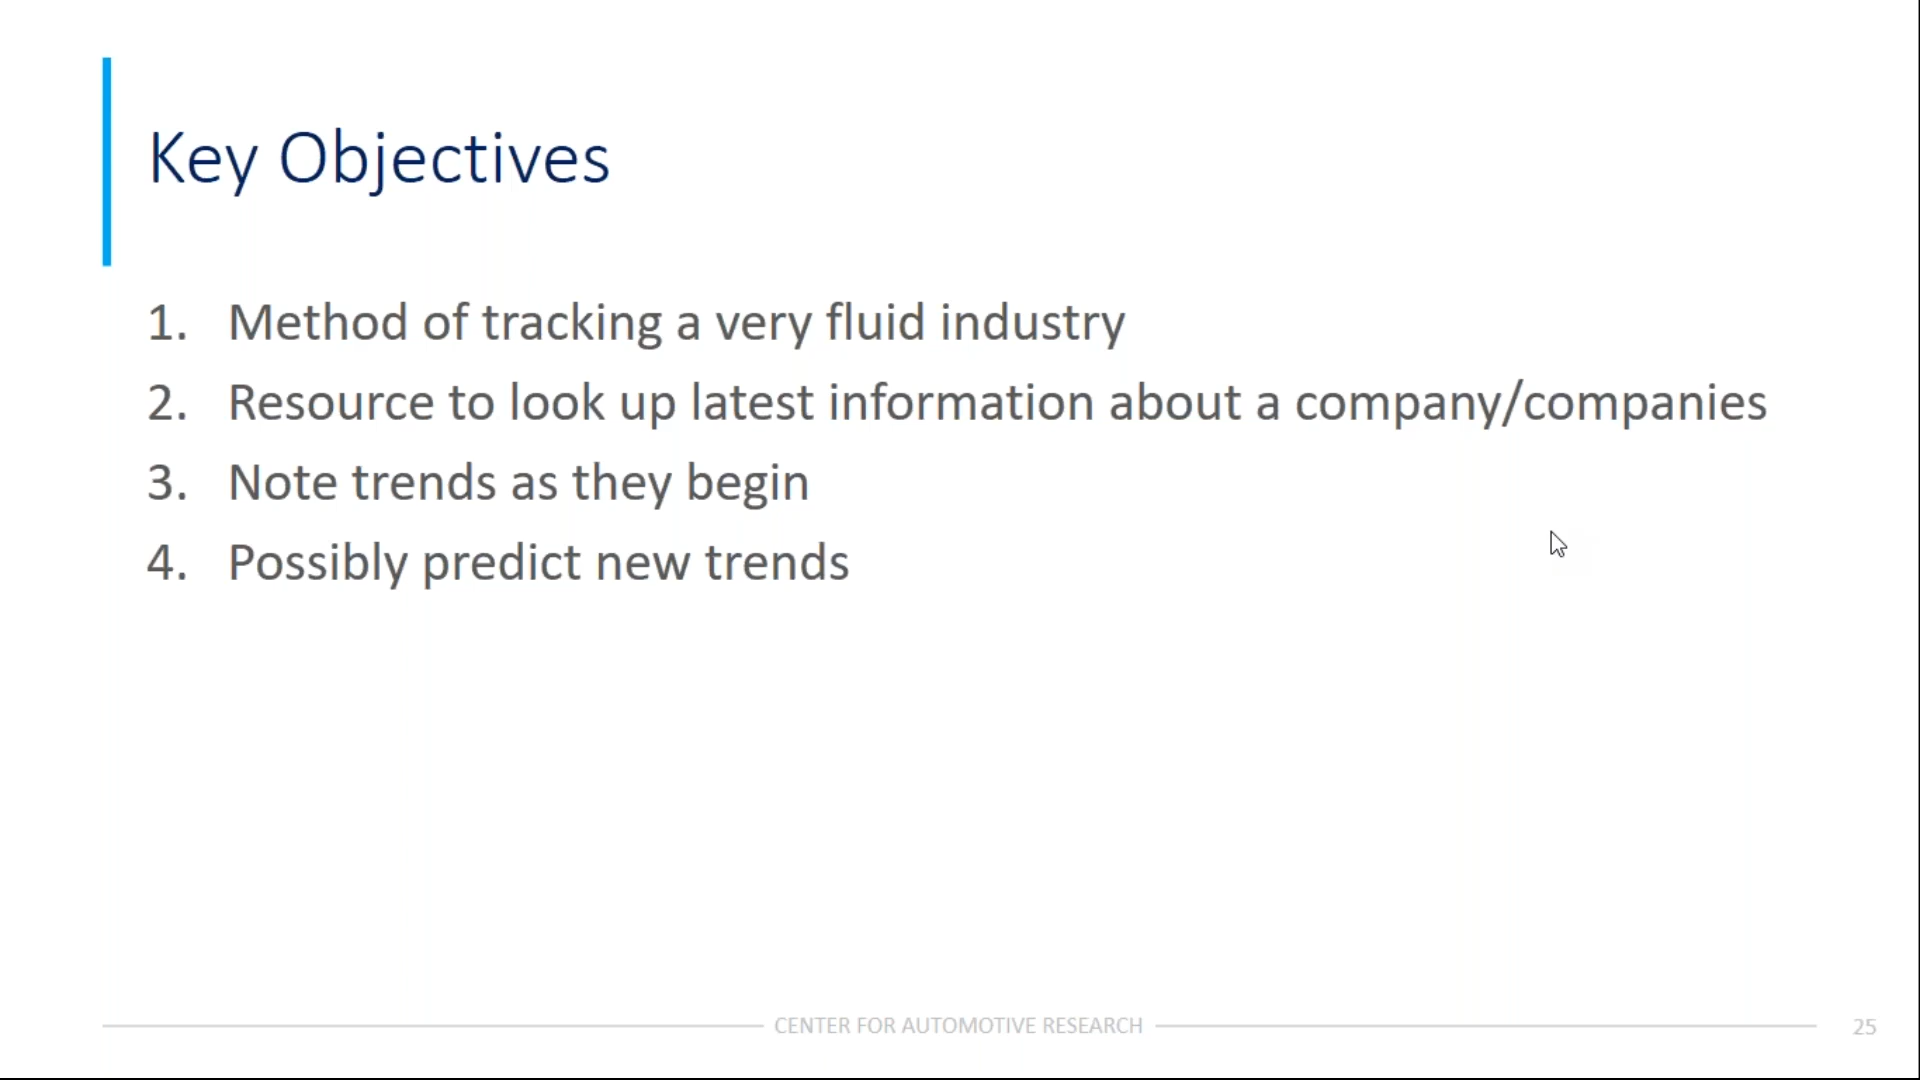 Key Objectives
1. Method of tracking a very fluid industry
2. Resource to look up latest information about a company/companies
3. Note trends as they begin
4. Possibly predict new trends
CENTER FOR AUTOMOTIVE RESEARCH
25